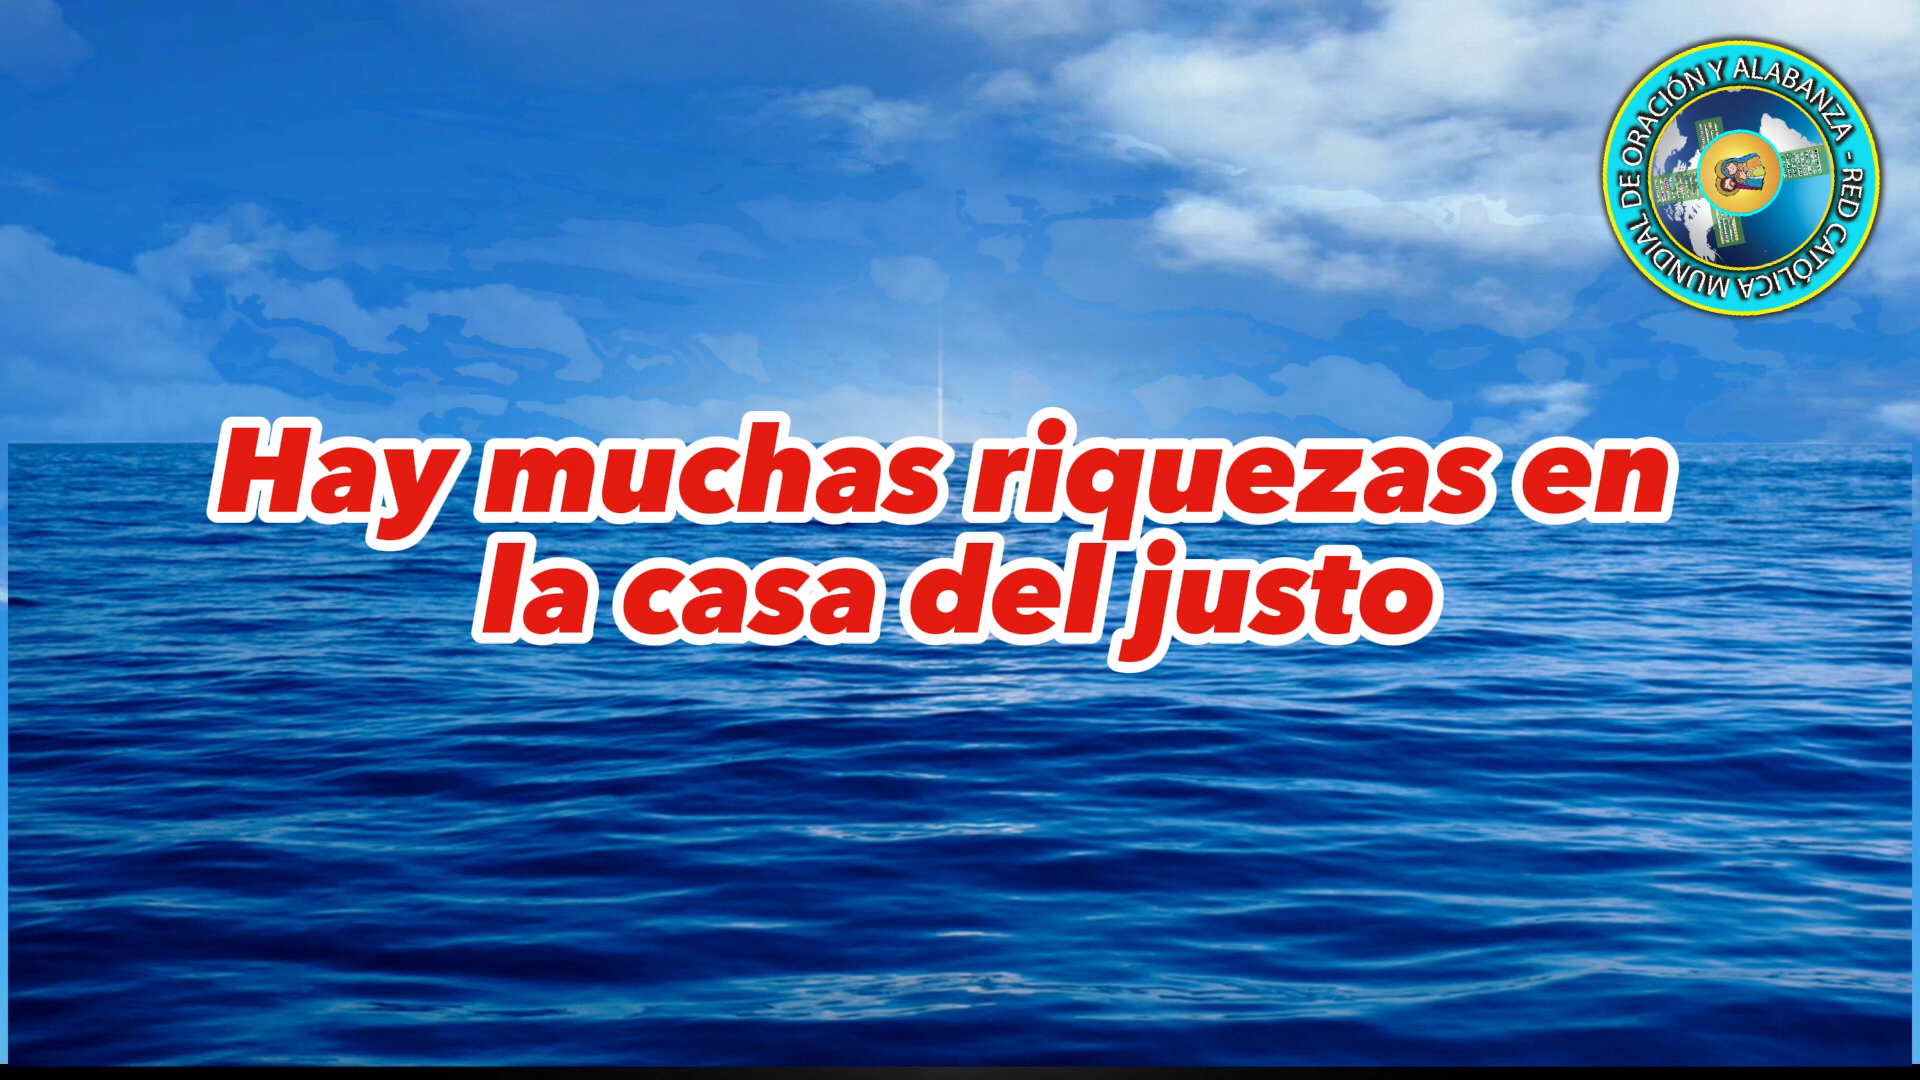 RED CATÓLICA MUNDIAL DE ORACIÓN Y ALABANZA -
Hay muchas riquezas en
la casa del justo